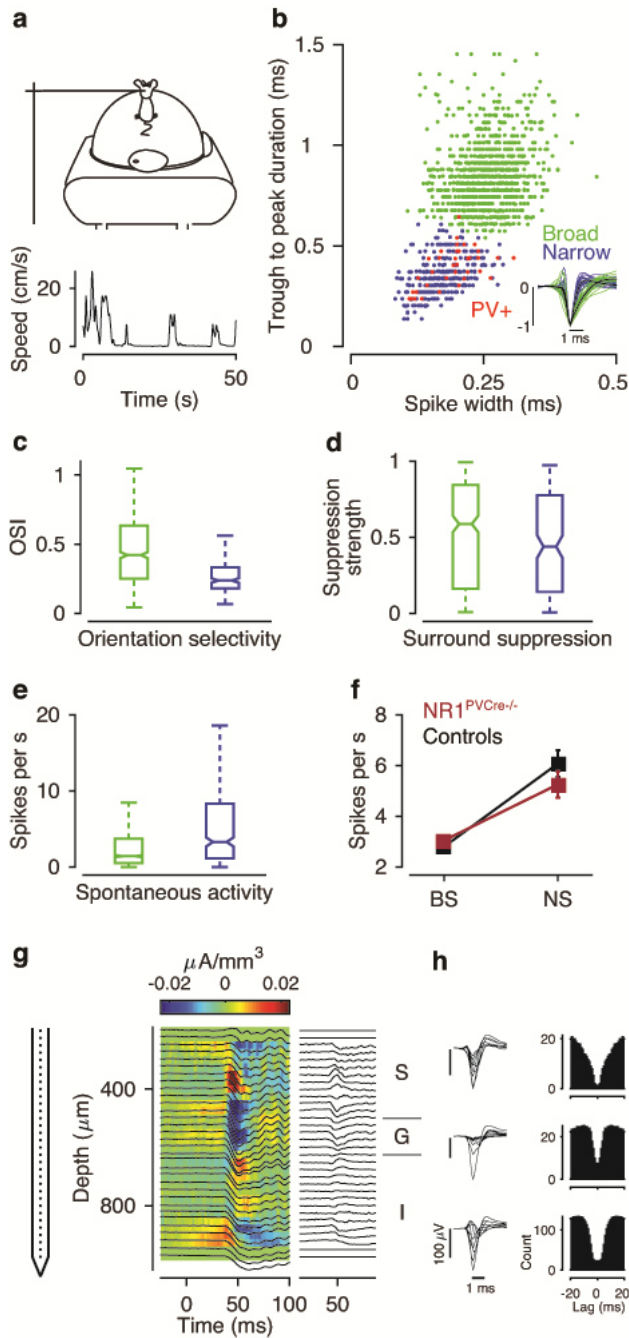 a
Speed (cm/s)
20
0
0
50
Time (s)
b
Trough to peak duration (ms)
1.5
1
0.5
0
Broad
Narrow
PV+
0
-1
1 ms
0
0.25
0.5
Spike width (ms)
c
OSI
1
0.5
0
Orientation selectivity
d
Suppression
strength
1
0.5
0
Surround suppression
e
Spikes per s
20
10
0
Spontaneous activity
f
Spikes per s
8
6
4
2
NR1PVCre-/-
Controls
BS
NS
g
μA/mm3
-0.02
0
0.02
Depth (μm)
400
800
0
50
100
50
Time (ms)
S
G
I
h
100 μV
1 ms
20
0
20
0
Count
100
0
-20
0
20
Lag (ms)